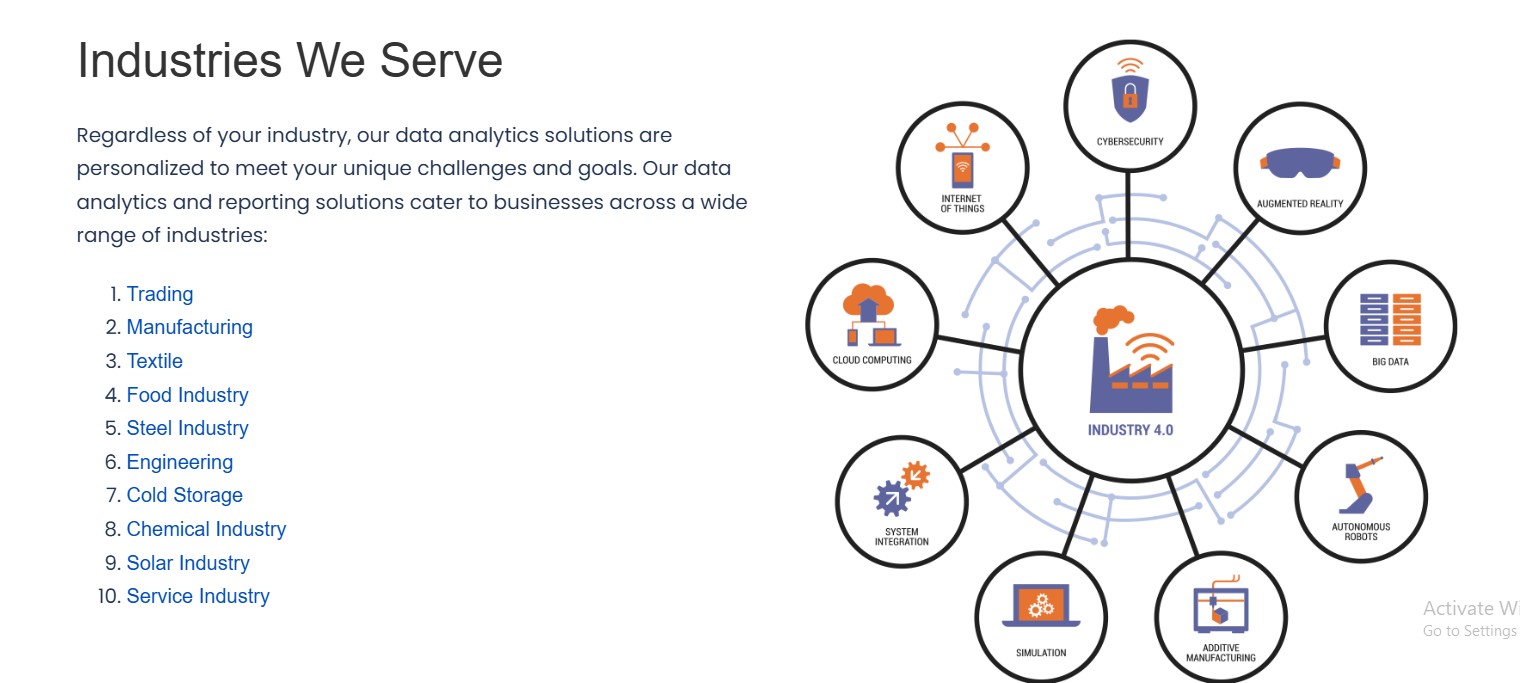 Industries We Serve
Regardless of your industry, our data analytics solutions are
personalized to meet your unique challenges and goals. Our data
analytics and reporting solutions cater to businesses across a wide
range of industries:
1. Trading
2. Manufacturing
3. Textile
4. Food Industry
5. Steel Industry
6. Engineering
7. Cold Storage
8. Chemical Industry
9. Solar Industry
10. Service Industry
CYBERSECURITY
INTERNET
OF THINGS
AUGMENTED REALITY
CLOUD COMPUTING
BIG DATA
INDUSTRY 4.0
SYSTEM
INTEGRATION
AUTONOMOUS
ROBOTS
SIMULATION
ADDITIVE
MANUFACTURING
Activate Wi
Go to Settings